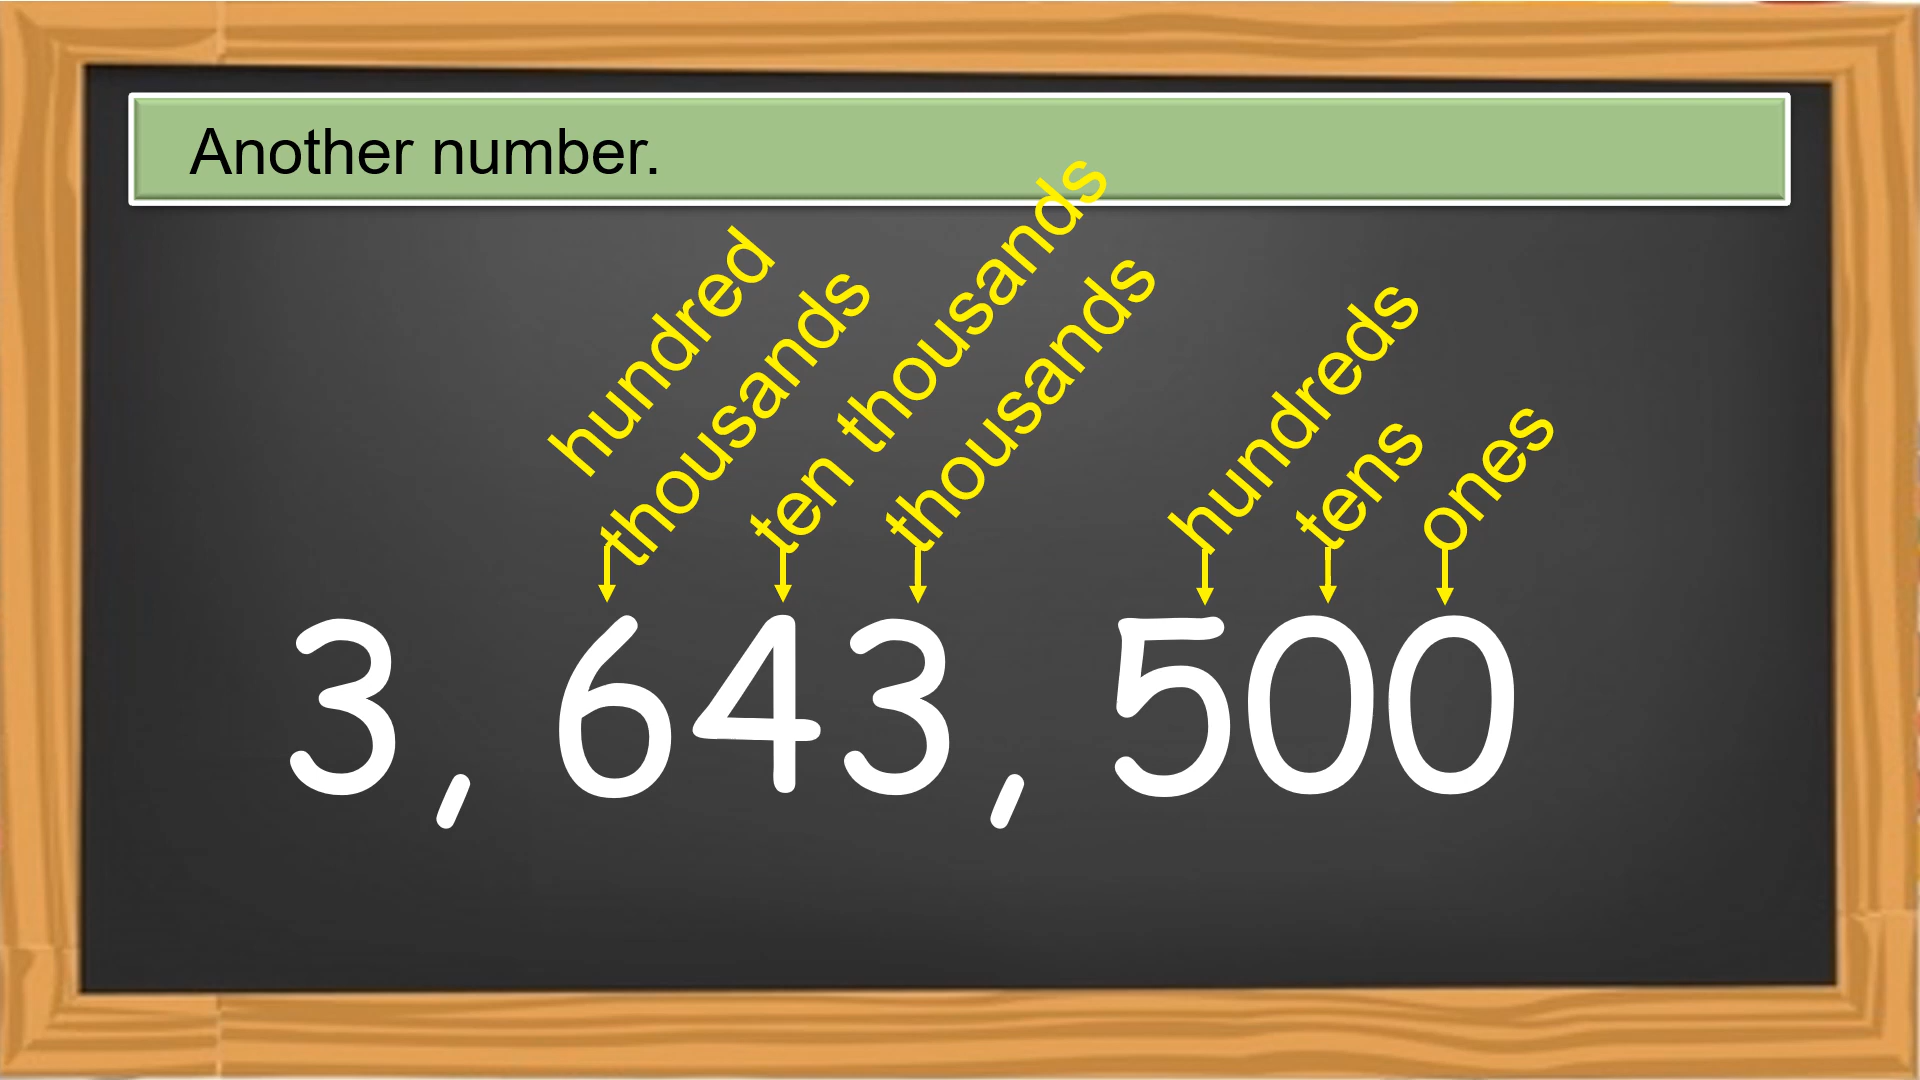 Another number.
hundred
thousands
ten thousands
thousands
hundreds
tens
ones
3, 643, 500